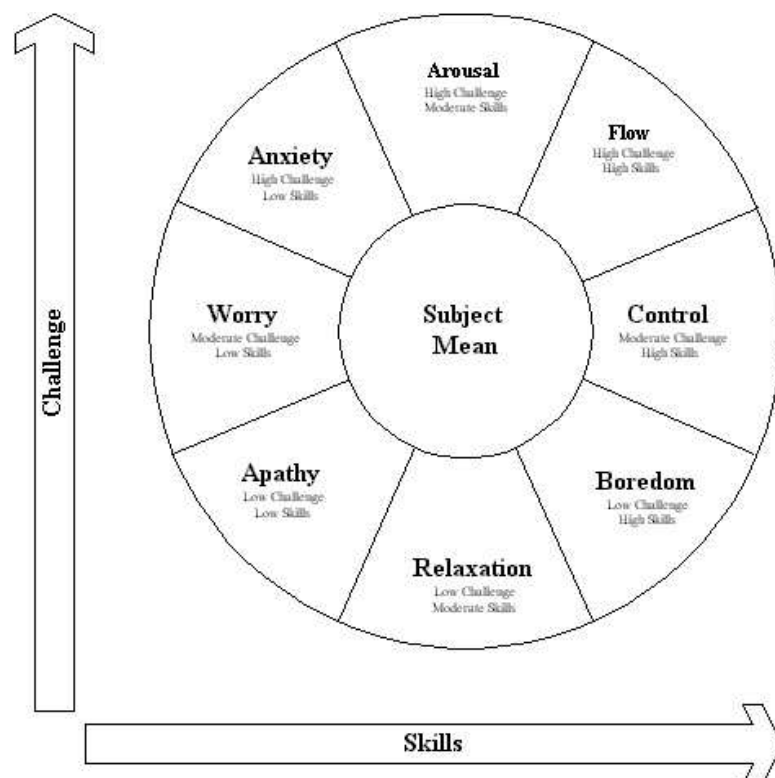 Arousal
High Challenge
Moderate Skills
Flow
High Challenge
High Skills
Anxiety
High Challenge
Low Skills
Worry
Moderate Challenge
Low Skills
Subject
Mean
Control
Moderate Challenge
High Skills
Apathy
Low Challenge
Low Skills
Boredom
Low Challenge
High Skills
Relaxation
Low Challenge
Moderate Skills
Challenge
Skills